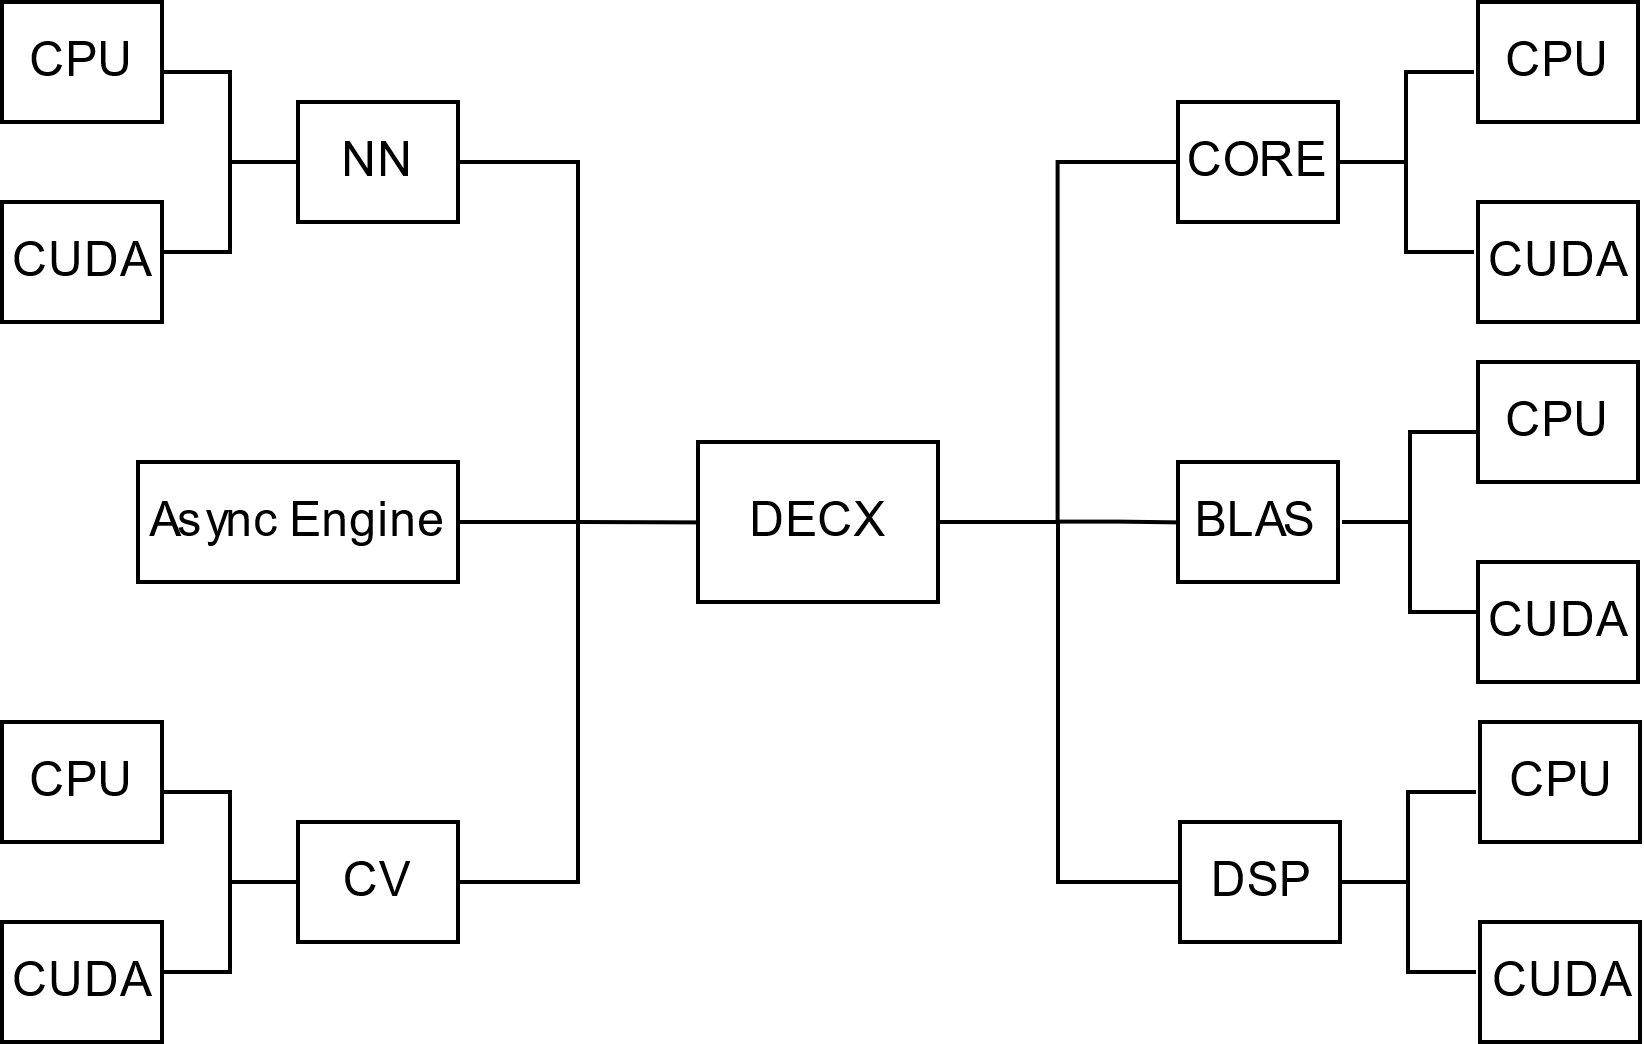 CPU
CUDA
NN
Async Engine
CPU
CUDA
CV
DECX
CORE
CPU
CUDA
BLAS
CPU
CUDA
DSP
CPU
CUDA